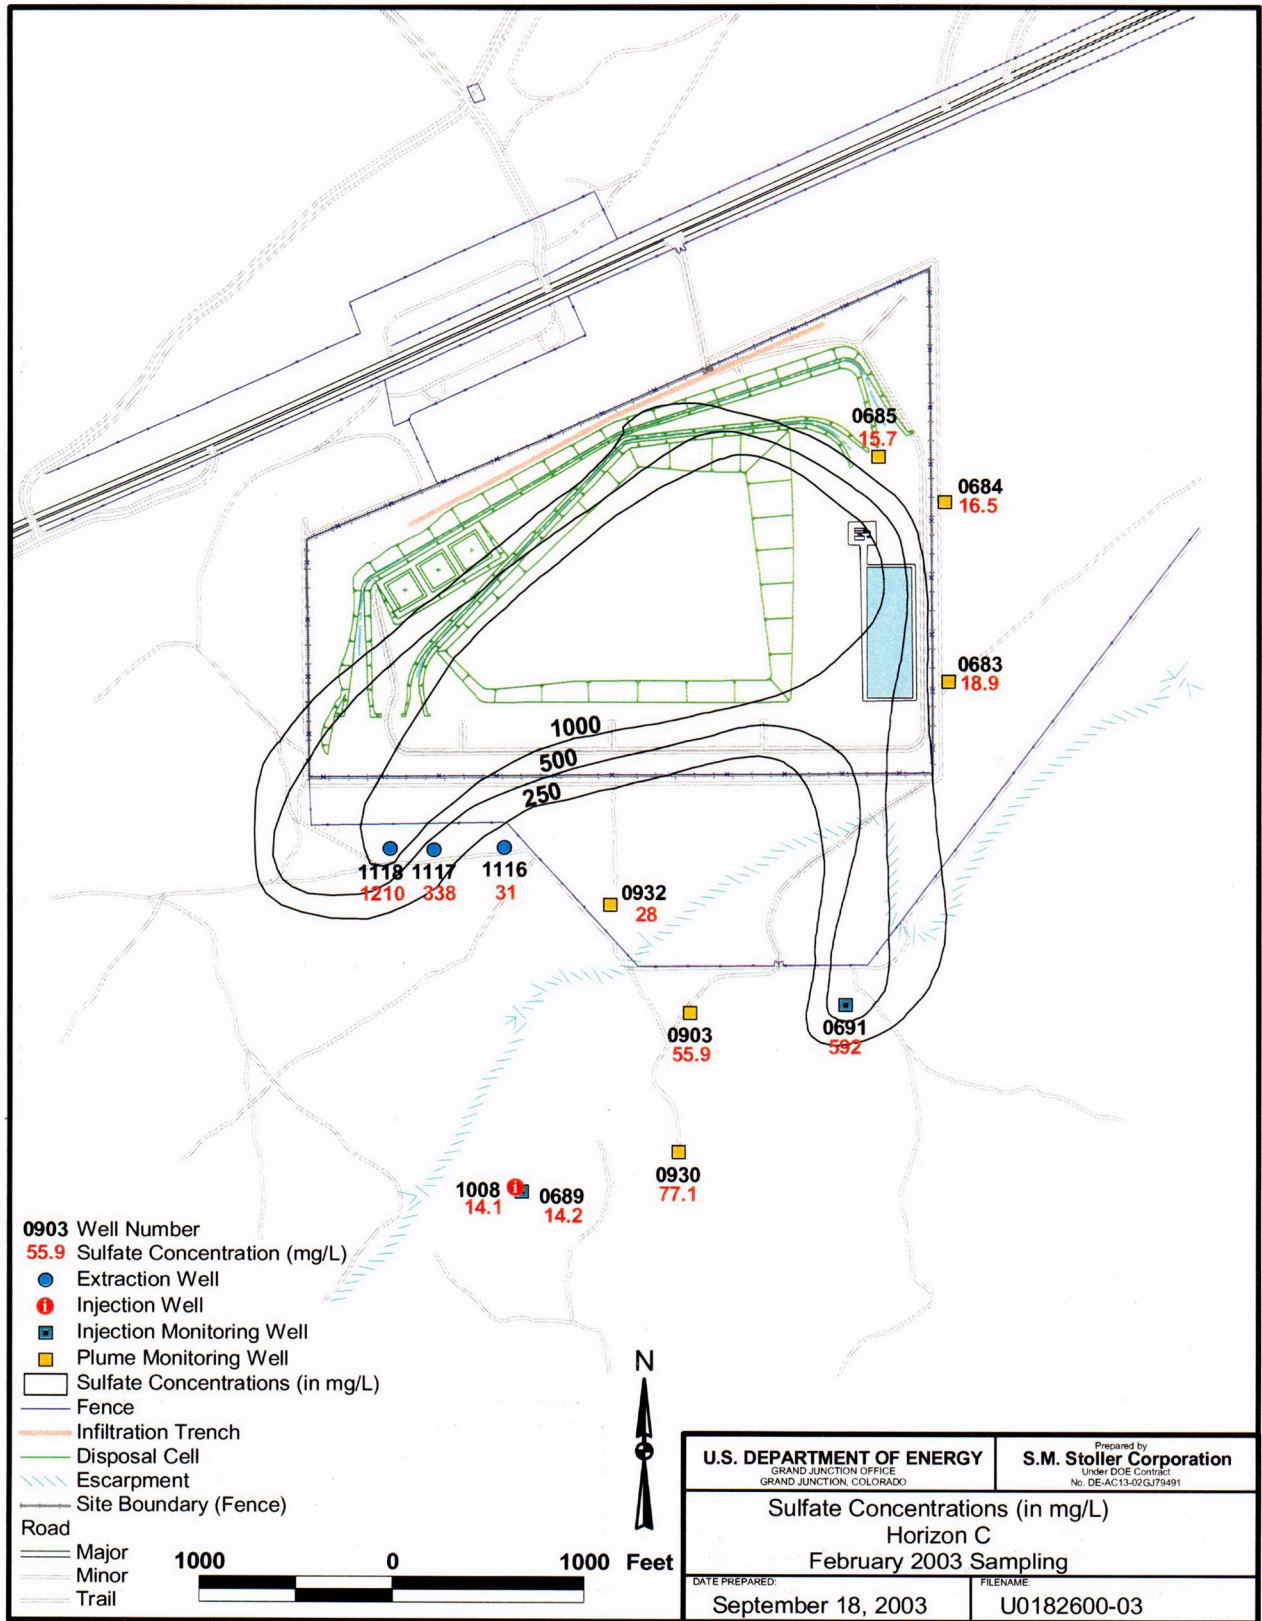 0685
15.7
0684
16.5
0683
18.9
1000
500
250
1118 1117 1116
1210 338 31
0932
28
0903
55.9
0691
592
0930
77.1
1008 i 0689
14.1 14.2
0903 Well Number
55.9 Sulfate Concentration (mg/L)
Extraction Well
i Injection Well
Injection Monitoring Well
Plume Monitoring Well
Sulfate Concentrations (in mg/L)
Fence
Infiltration Trench
Disposal Cell
Escarpment
Site Boundary (Fence)
Road
Major
Minor
Trail
1000 0 1000 Feet
N
U.S. DEPARTMENT OF ENERGY
GRAND JUNCTION OFFICE
GRAND JUNCTION, COLORADO
Prepared by
S.M. Stoller Corporation
Under DOE Contract
No. DE-AC13-02GJ79491
Sulfate Concentrations (in mg/L)
Horizon C
February 2003 Sampling
DATE PREPARED:
September 18, 2003
FILENAME:
U0182600-03